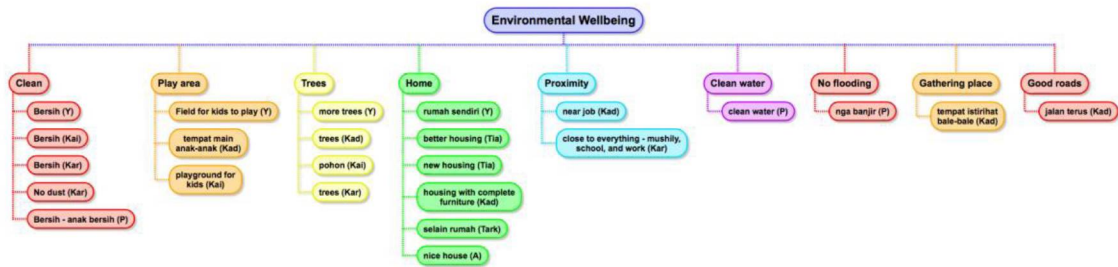 Environmental Wellbeing
Clean
Bersih (Y)
Bersih (Kai)
Bersih (Kar)
No dust (Kar)
Bersih - anak bersih (P)
Play area
Field for kids to play (Y)
tempat main
anak-anak (Kad)
playground for
kids (Kai)
Trees
more trees (Y)
trees (Kad)
pohon (Kai)
trees (Kar)
Home
rumah sendiri (Y)
better housing (Tia)
new housing (Tia)
housing with complete
furniture (Kad)
selain rumah (Tark)
nice house (A)
Proximity
near job (Kad)
close to everything - mushily,
school, and work (Kar)
Clean water
clean water (P)
No flooding
nga banjir (P)
Gathering place
tempat istirihat
bale-bale (Kad)
Good roads
jalan terus (Kad)